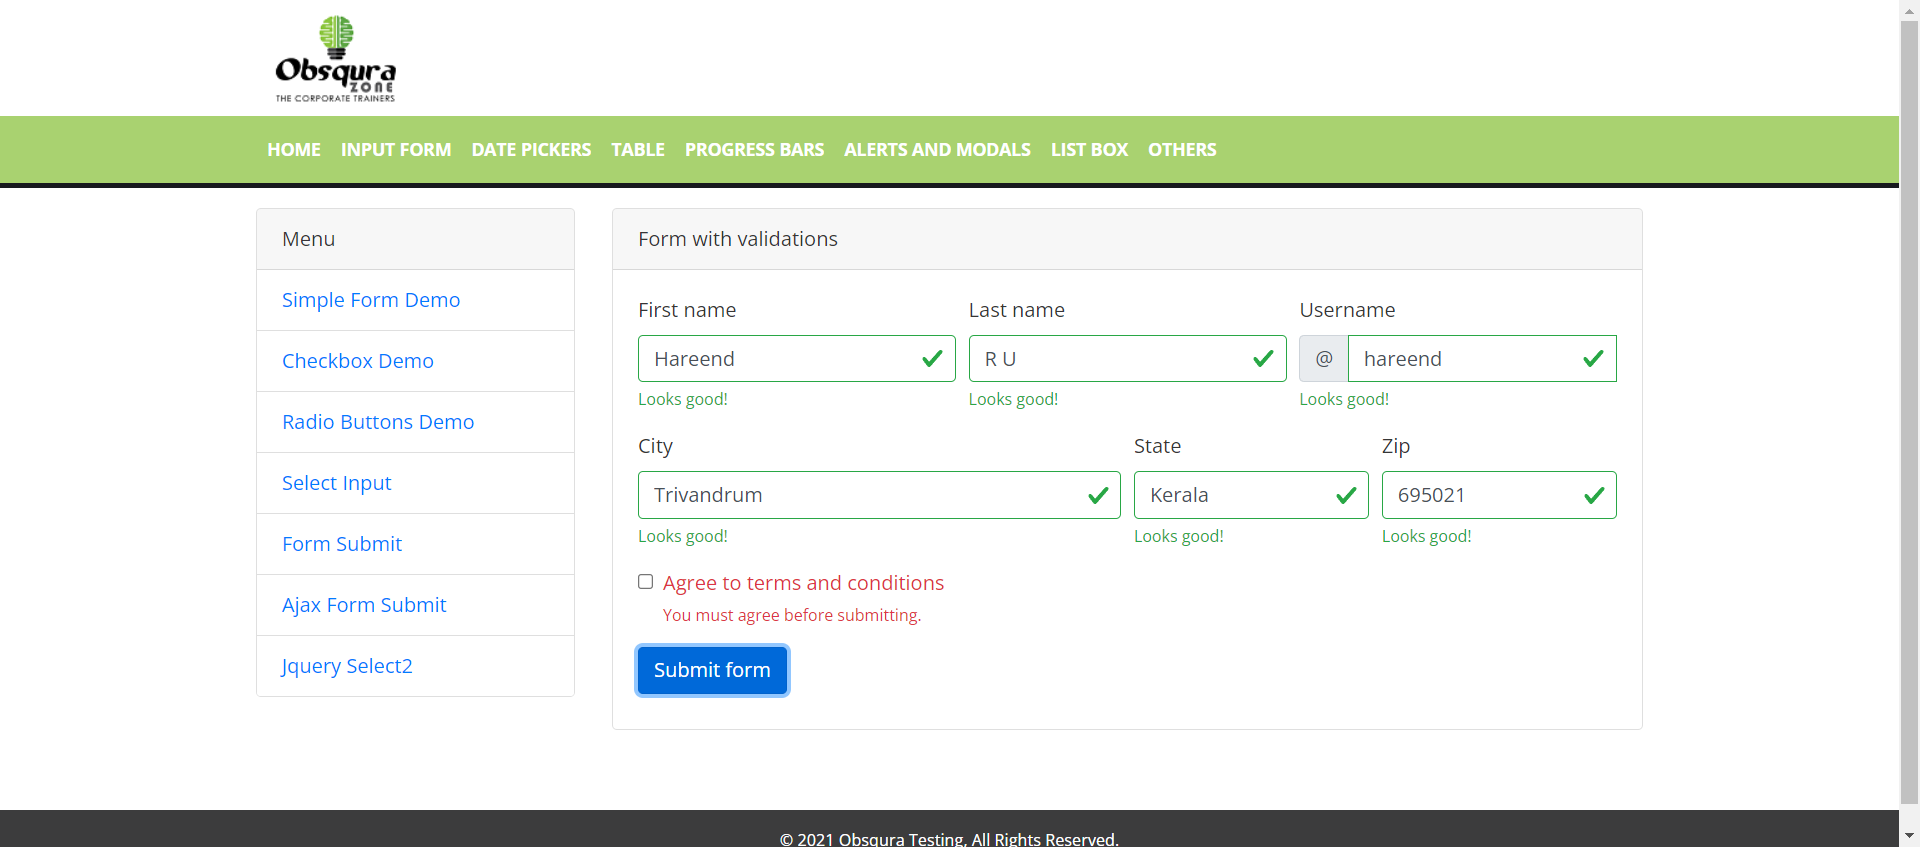 Obsqura
ZONE
THE CORPORATE TRAINERS
HOME INPUT FORM DATE PICKERS TABLE PROGRESS BARS ALERTS AND MODALS LIST BOX OTHERS
Menu
Simple Form Demo
Checkbox Demo
Radio Buttons Demo
Select Input
Form Submit
Ajax Form Submit
Jquery Select2
Form with validations
First name Last name Username
Hareend R U @ hareend
Looks good! Looks good! Looks good!
City State Zip
Trivandrum Kerala 695021
Looks good! Looks good! Looks good!
Agree to terms and conditions
You must agree before submitting.
Submit form
© 2021 Obsqura Testing, All Rights Reserved.